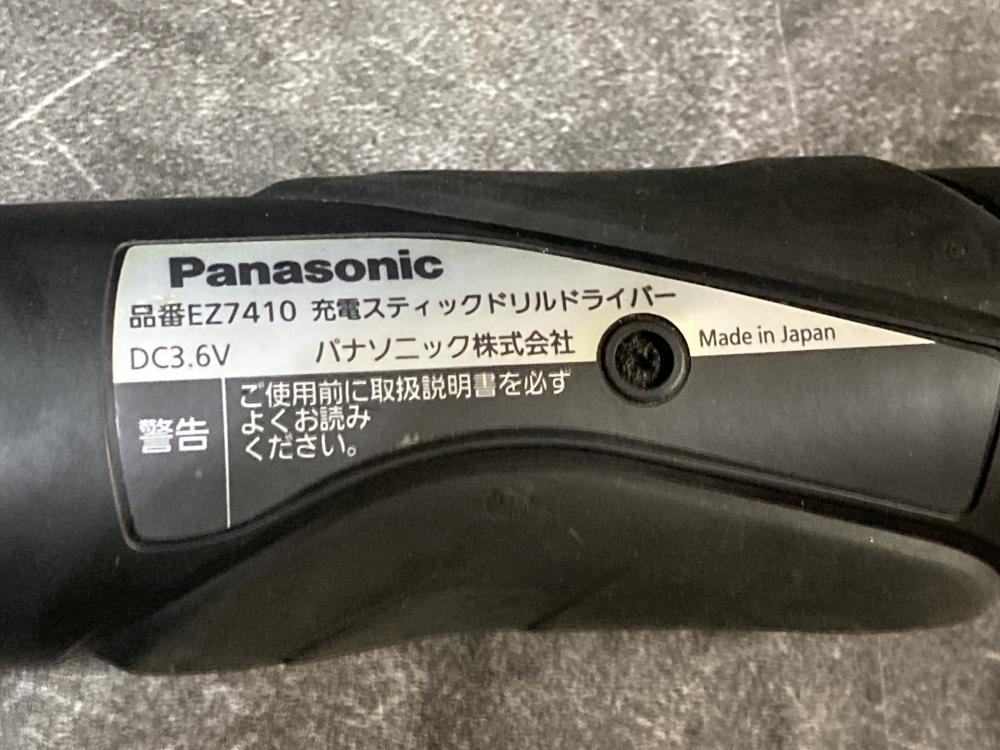 Panasonic
品番EZ7410 充電スティックドリルドライバー
DC3.6V パナソニック株式会社 Made in Japan
警告 ご使用前に取扱説明書を必ず
よくお読み
ください。